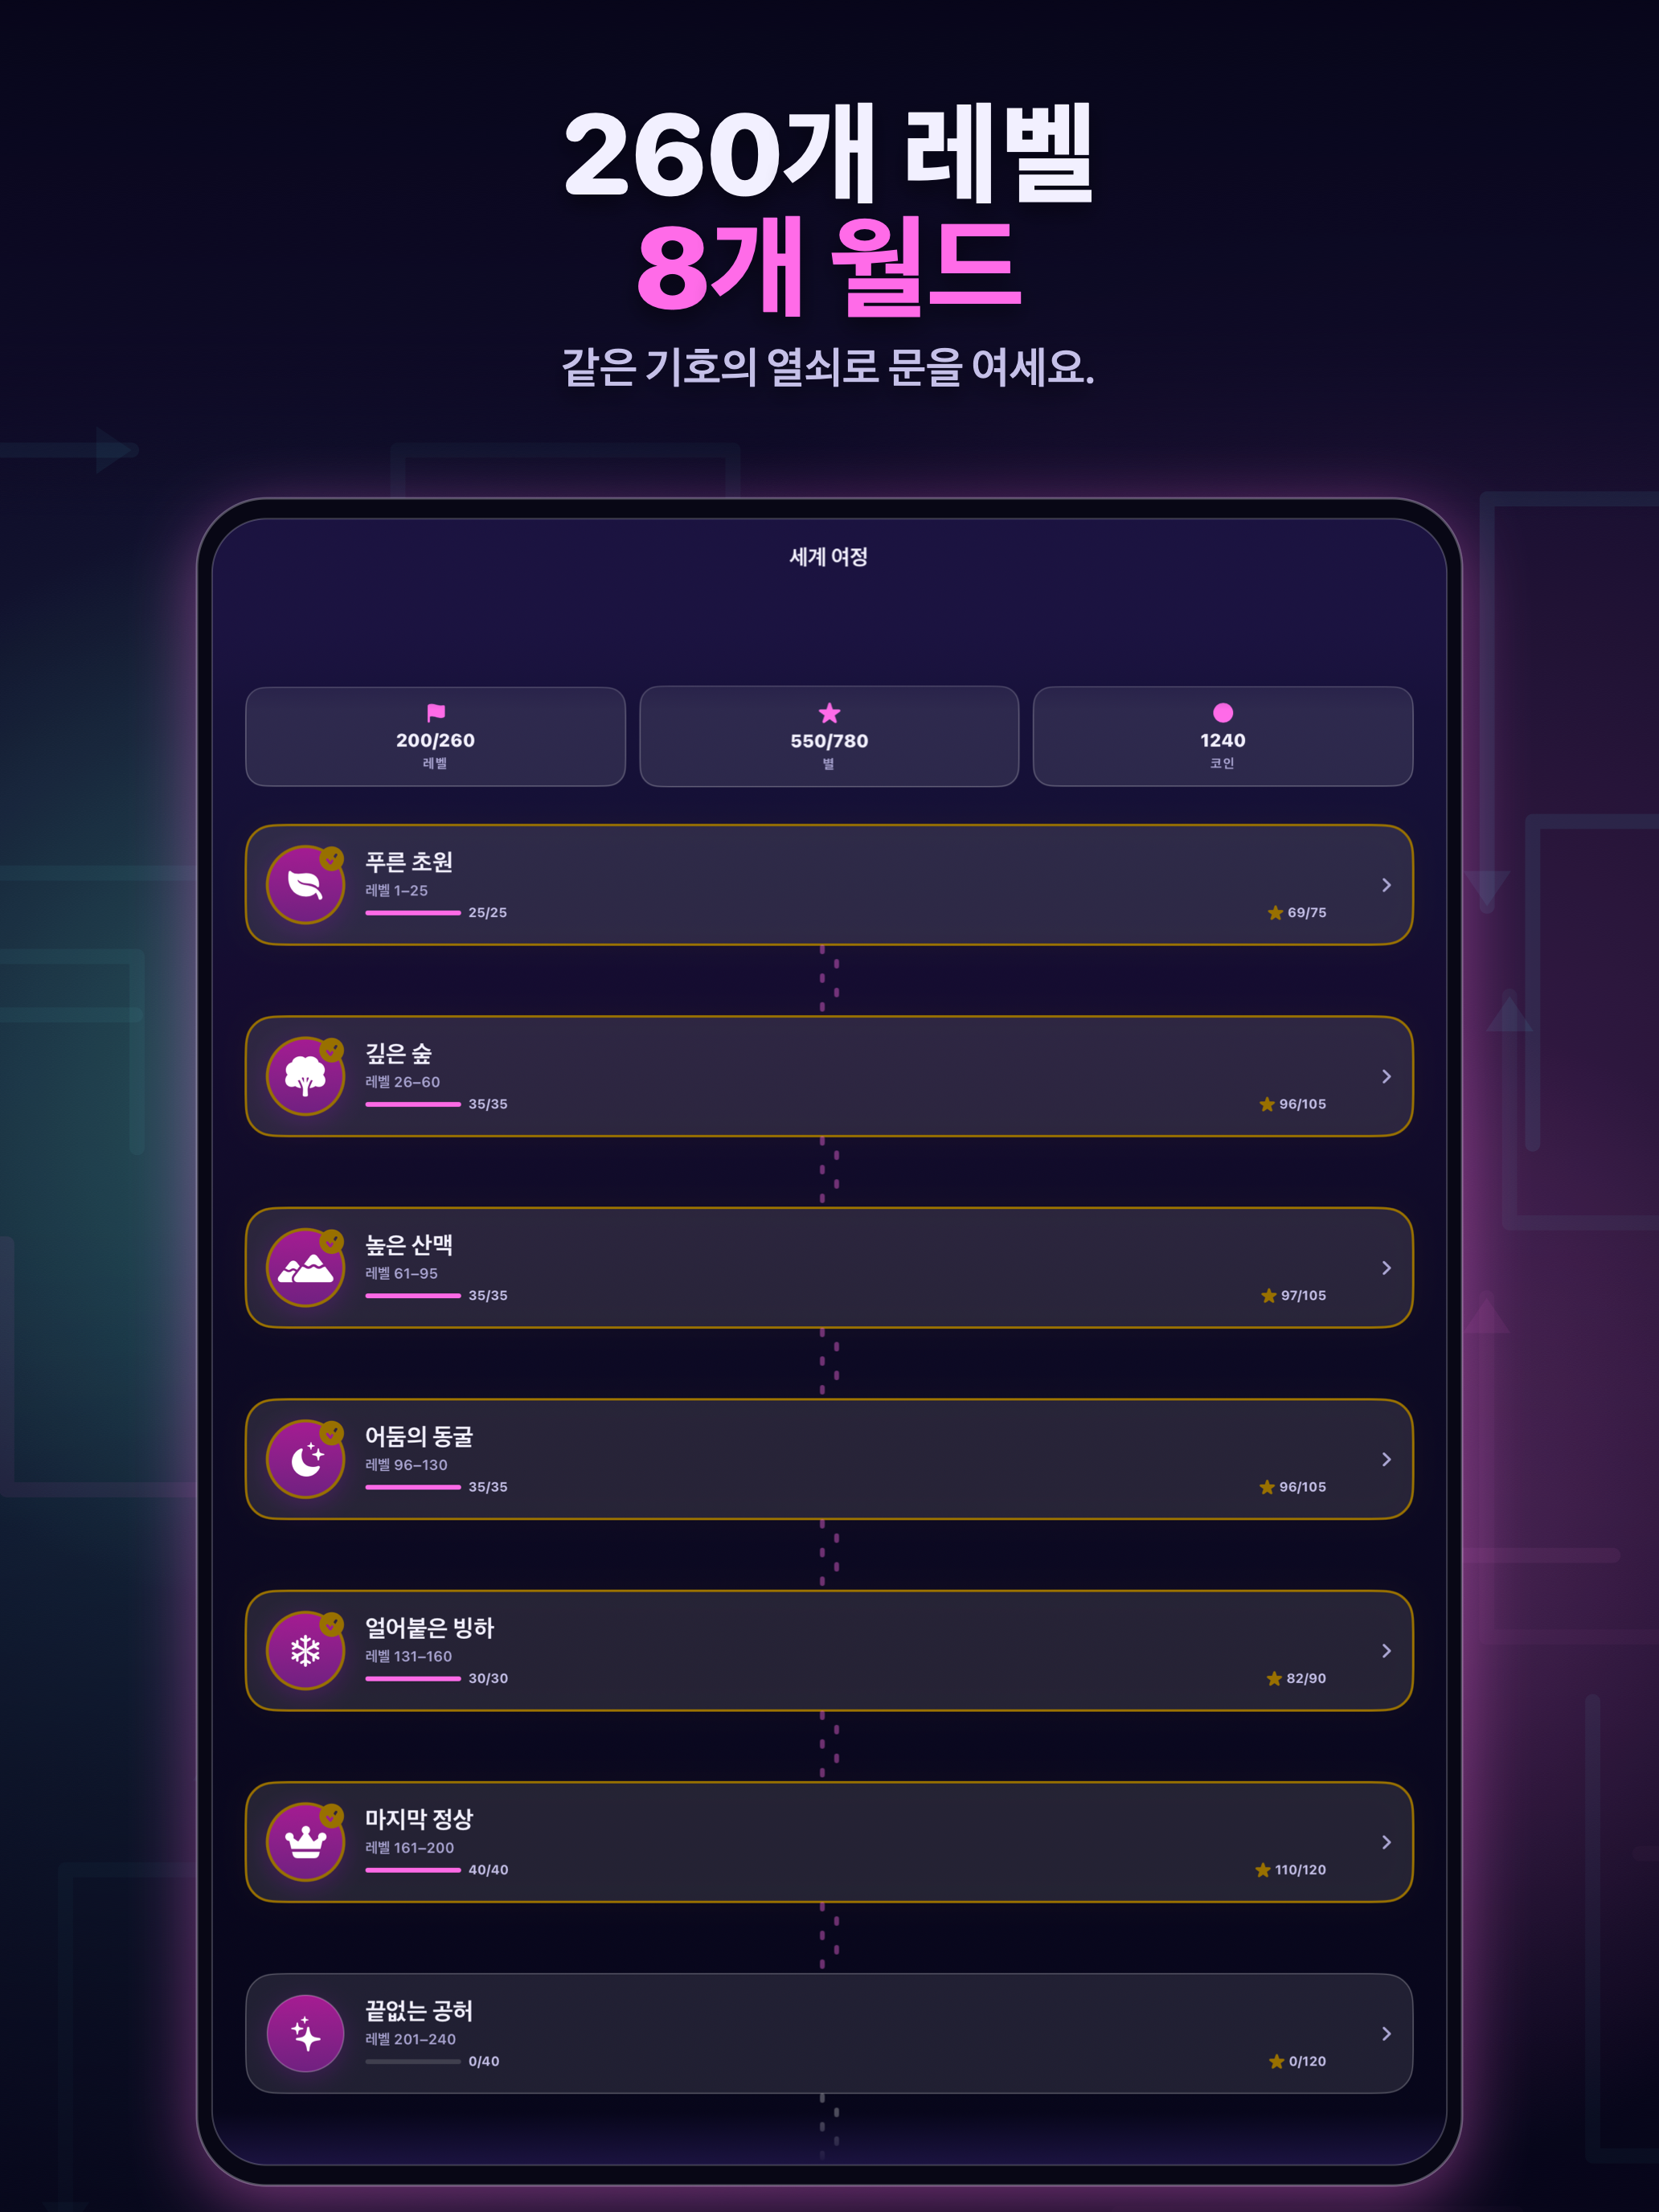 260개 레벨
8개 월드
같은 기호의 열쇠로 문을 여세요.
세계 여정
200/260
레벨
550/780
별
1240
코인
푸른 초원
레벨 1–25
25/25
69/75
깊은 숲
레벨 26–60
35/35
96/105
높은 산맥
레벨 61–95
35/35
97/105
어둠의 동굴
레벨 96–130
35/35
96/105
얼어붙은 빙하
레벨 131–160
30/30
82/90
마지막 정상
레벨 161–200
40/40
110/120
끝없는 공허
레벨 201–240
0/40
0/120